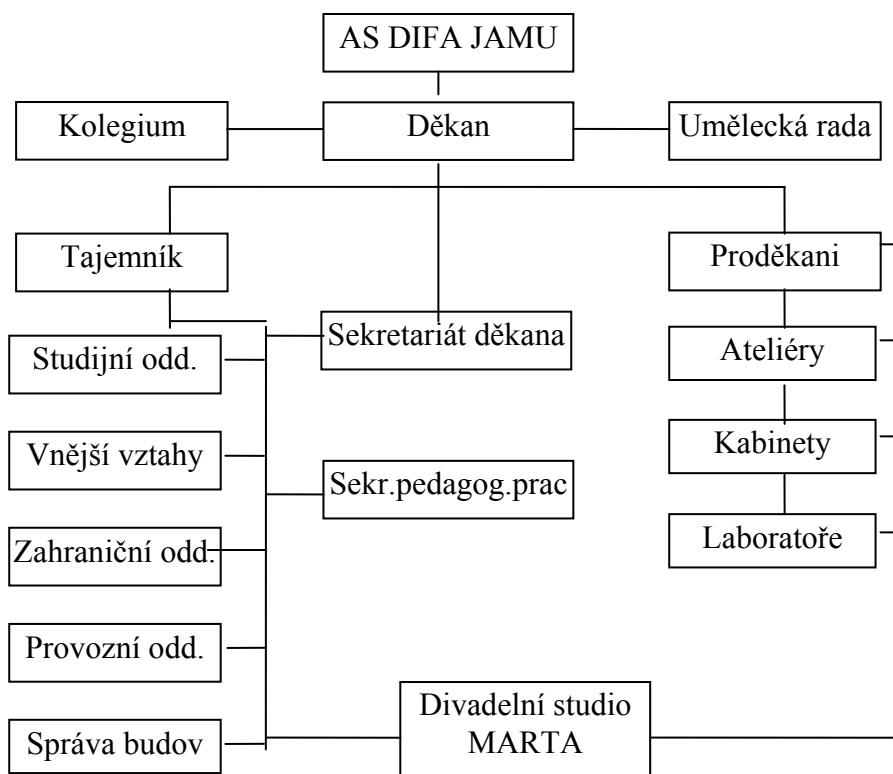 AS DIFA JAMU
Kolegium
Děkan
Umělecká rada
Tajemník
Proděkani
Sekretariát děkana
Studijní odd.
Ateliéry
Vnější vztahy
Kabinety
Sekr.pedagog.prac
Zahraniční odd.
Laboratoře
Provozní odd.
Divadelní studio
MARTA
Správa budov